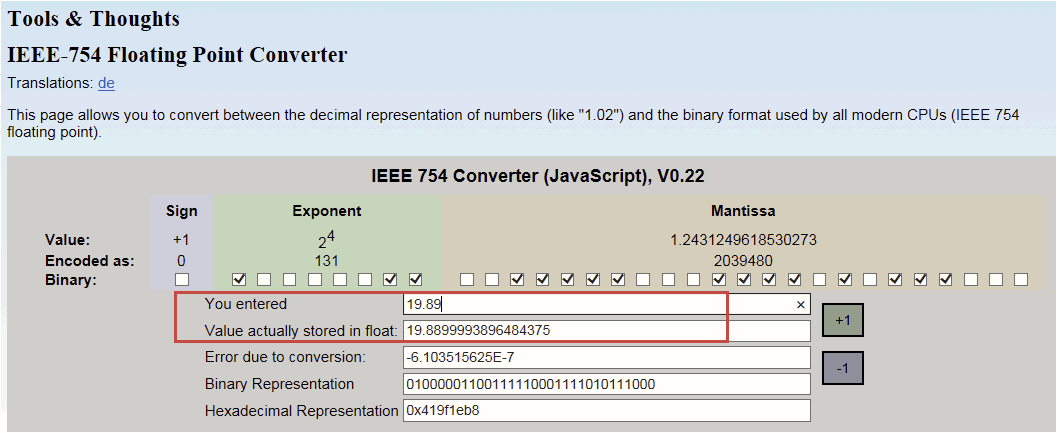 Tools & Thoughts
IEEE-754 Floating Point Converter
Translations: de
This page allows you to convert between the decimal representation of numbers (like "1.02") and the binary format used by all modern CPUs (IEEE 754
floating point).
IEEE 754 Converter (JavaScript), V0.22
Sign Exponent Mantissa
Value: +1 2^4 1.2431249618530273
Encoded as: 0 131 2039480
Binary:
You entered 19.89 ×
Value actually stored in float: 19.8899993896484375
+1
Error due to conversion: -6.103515625E-7
-1
Binary Representation 01000001100111110001111010111000
Hexadecimal Representation 0x419f1eb8